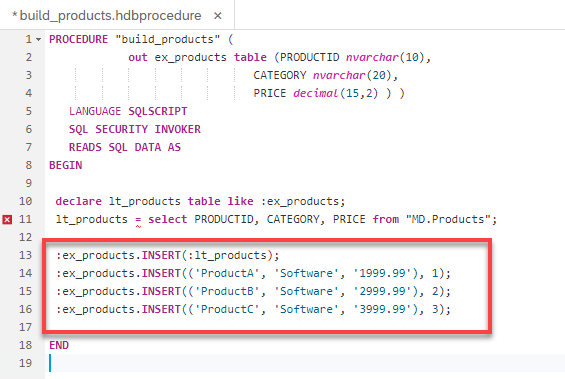 * build_products.hdbprocedure ×
1 PROCEDURE "build_products" (
2 out ex_products table (PRODUCTID nvarchar(10),
3 CATEGORY nvarchar(20),
4 PRICE decimal(15,2) ) )
5 LANGUAGE SQLSCRIPT
6 SQL SECURITY INVOKER
7 READS SQL DATA AS
8 BEGIN
9
10 declare lt_products table like :ex_products;
11 lt_products = select PRODUCTID, CATEGORY, PRICE from "MD.Products";
12
13 :ex_products.INSERT(:lt_products);
14 :ex_products.INSERT(('ProductA', 'Software', '1999.99'), 1);
15 :ex_products.INSERT(('ProductB', 'Software', '2999.99'), 2);
16 :ex_products.INSERT(('ProductC', 'Software', '3999.99'), 3);
17
18 END
19